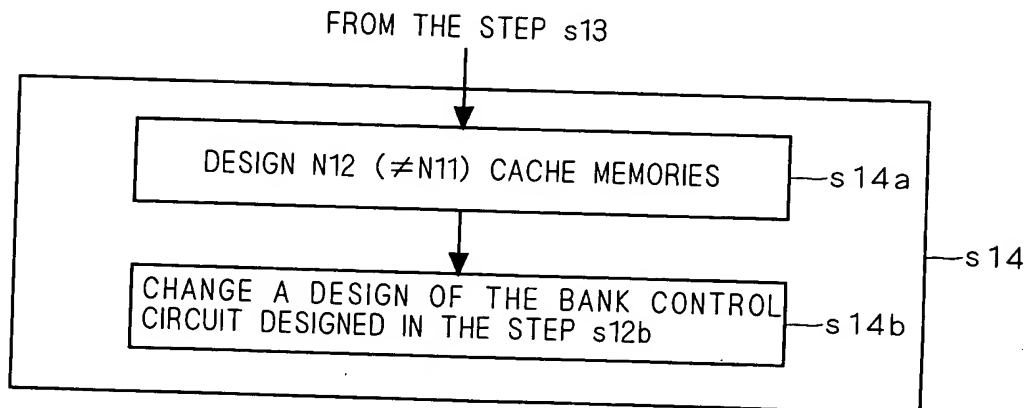 FROM THE STEP s13
DESIGN N12 (≠N11) CACHE MEMORIES
s14a
s14
CHANGE A DESIGN OF THE BANK CONTROL
CIRCUIT DESIGNED IN THE STEP s12b
s14b